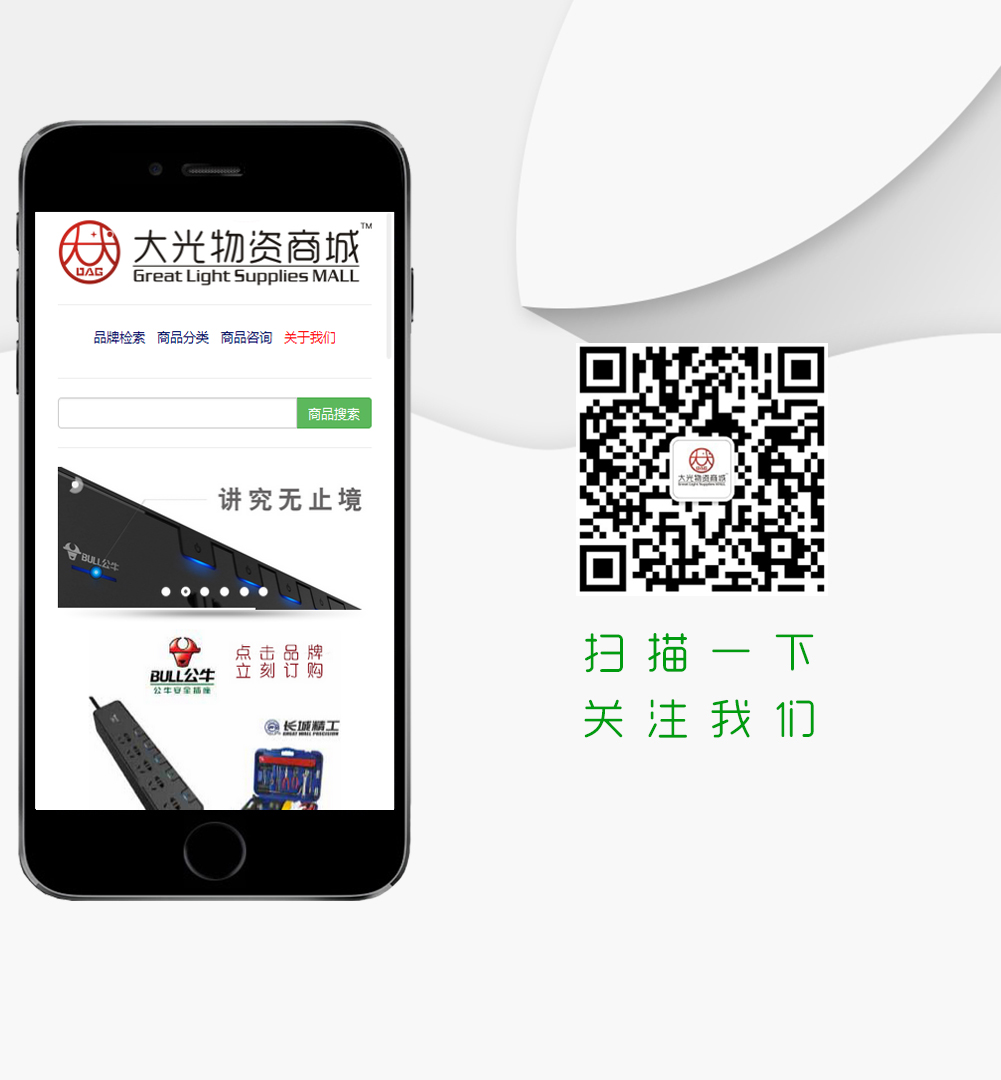 大光物资商城 TM
DAG
Great Light Supplies MALL
品牌检索 商品分类 商品咨询 关于我们
商品搜索
讲究无止境
BULL公牛
BULL公牛
公牛安全插座
点击品牌
立刻订购
长城精工
GREAT WALL PRECISION
大光物资商城
Great Light Supplies MALL
扫描一下
关注我们